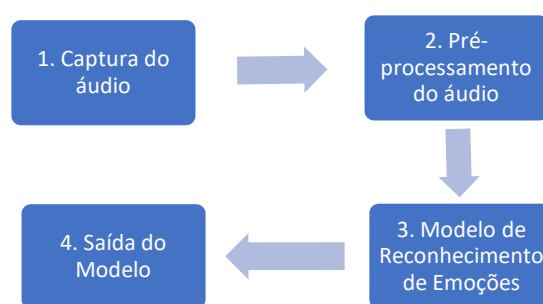 1. Captura do
áudio
2. Pré-
processamento
do áudio
3. Modelo de
Reconhecimento
de Emoções
4. Saída do
Modelo